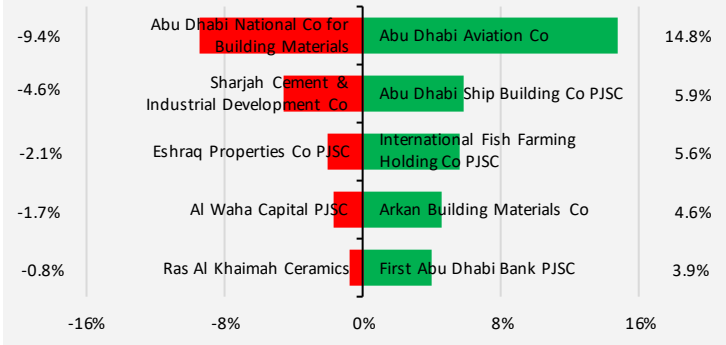 -9.4%
Abu Dhabi National Co for
Building Materials
Abu Dhabi Aviation Co
14.8%
-4.6%
Sharjah Cement &
Industrial Development Co
Abu Dhabi Ship Building Co PJSC
5.9%
-2.1%
Eshraq Properties Co PJSC
International Fish Farming
Holding Co PJSC
5.6%
-1.7%
Al Waha Capital PJSC
Arkan Building Materials Co
4.6%
-0.8%
Ras Al Khaimah Ceramics
First Abu Dhabi Bank PJSC
3.9%
-16%
-8%
0%
8%
16%